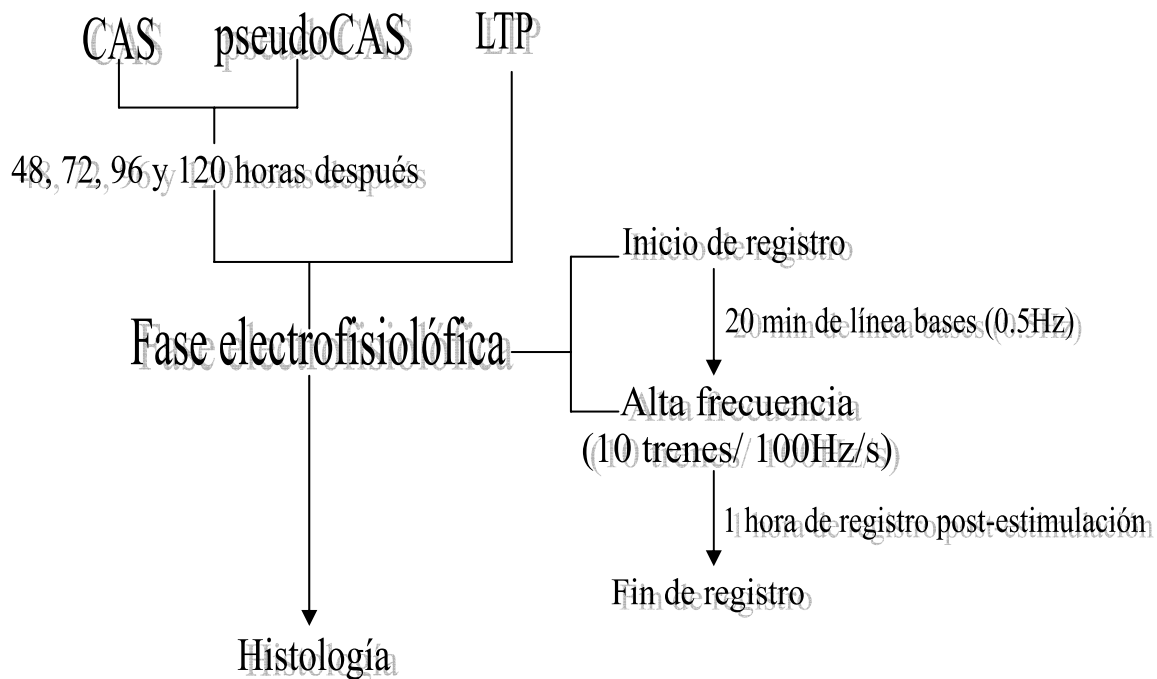 CAS pseudoCAS LTP
48, 72, 96 y 120 horas después
Inicio de registro
20 min de línea bases (0.5Hz)
Fase electrofisiolófica
Alta frecuencia
(10 trenes/ 100Hz/s)
1 hora de registro post-estimulación
Fin de registro
Histología